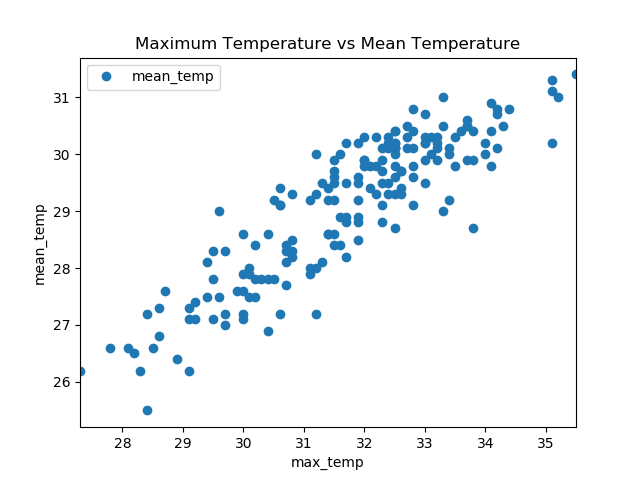 Maximum Temperature vs Mean Temperature
mean_temp
31
30
29
28
27
26
mean_temp
28 29 30 31 32 33 34 35
max_temp